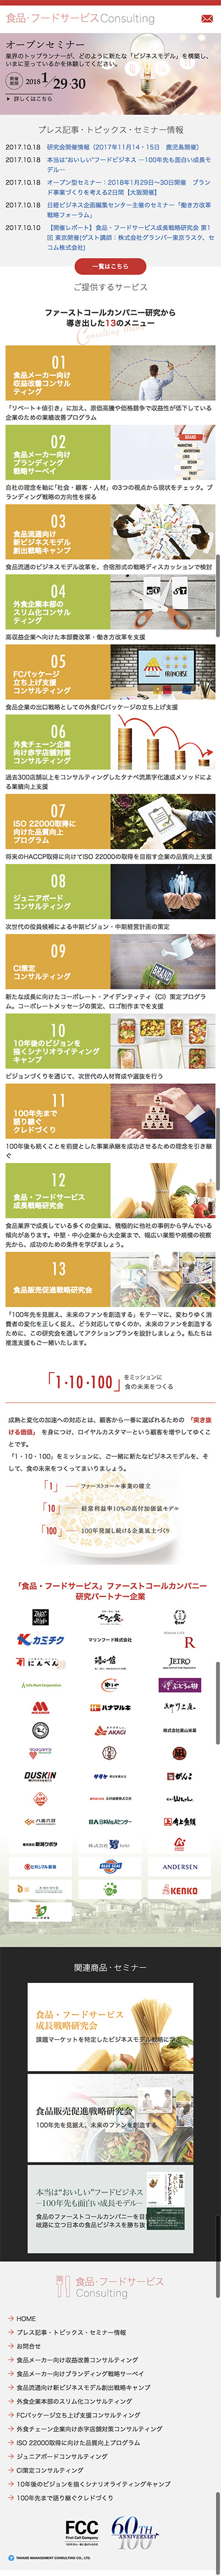 食品・フードサービスConsulting
オープンセミナー
業界のトップランナーが、どのように新たな「ビジネスモデル」を構築し、
いまに至っているかを体験してください。
開催期間 2018 1/29・30
▶ 詳しくはこちら
プレス記事・トピックス・セミナー情報
2017.10.18 研究会開催情報（2017年11月14・15日 鹿児島開催）
2017.10.18 本当は"おいしい"フードビジネス ―100先も面白い成長モデル―
2017.10.18 オープン型セミナー：2018年1月29日〜30日開催 ブランド事業づくりを考える2日間【大阪開催】
2017.10.18 日経ビジネス企画編集センター主催のセミナー「働き方改革戦略フォーラム」
2017.10.10 【開催レポート】食品・フードサービス成長戦略研究会 第1回 東京開催(ゲスト講師：株式会社グランバー東京ラスク、セコム株式会社)
一覧はこちら
ご提供するサービス
ファーストコールカンパニー研究から
導き出した13のメニュー
Consulting Menu
01
食品メーカー向け
収益改善コンサル
ティング
「リベート＋値引き」に加え、原価高騰や価格競争で収益性が低下している
企業のための業績改善プログラム
02
食品メーカー向け
ブランディング
戦略サーベイ
BRAND
MARKETING
ADVERTISING
LOGO
DESIGN
IDENTITY
TRUST
VALUE
自社の理念を軸に「社会・顧客・人材」の3つの視点から現状をチェック。ブ
ランディング戦略の方向性を探る
03
食品流通向け
新ビジネスモデル
創出戦略キャンプ
食品流通のビジネスモデル改革を、合宿形式の戦略ディスカッションで検討
04
外食企業本部の
スリム化コンサル
ティング
COST
高収益企業へ向けた本部費改革・働き方改革を支援
05
FCパッケージ
立ち上げ支援
コンサルティング
FRANCHISE
食品企業の出口戦略としての外食FCパッケージの立ち上げ支援
06
外食チェーン企業
向け赤字店舗対策
コンサルティング
過去300店舗以上をコンサルティングしたタナベ流黒字化達成メソッドによ
る業績向上支援
07
ISO 22000取得に
向けた品質向上
プログラム
将来のHACCP取得に向けてISO 22000の取得を目指す企業の品質向上支援
08
ジュニアボード
コンサルティング
次世代の役員候補による中期ビジョン・中期経営計画の策定
09
CI策定
コンサルティング
BRAND
新たな成長に向けたコーポレート・アイデンティティ（CI）策定プログラ
ム。コーポレートメッセージの策定、ロゴ制作までを支援
10
10年後のビジョンを
描くシナリオライティング
キャンプ
ビジョンづくりを通じて、次世代の人材育成や選抜を行う
11
100年先まで
語り継ぐ
クレドづくり
100年後も続くことを前提とした事業承継を成功させるための理念を引き継
ぐ
12
食品・フードサービス
成長戦略研究会
食品業界で成長している多くの企業は、積極的に他社の事例から学んでいる
傾向があります。中堅・中小企業から大企業まで、幅広い業態や規模の視察
先から、成功のための条件を学びましょう。
13
食品販売促進戦略研究会
「100年先を見据え、未来のファンを創造する」をテーマに、変わりゆく消
費者の変化を正しく捉え、どう対応してゆくのか、未来のファンを創造する
ために、この研究会を通してアクションプランを設計しましょう。私たちは
推進支援もご一緒いたします。
「1・10・100」をミッションに
食の未来をつくる
成熟と変化の加速への対応とは、顧客から一番に選ばれるための 「突き抜
ける価値」 を身につけ、ロイヤルカスタマーという顧客を増やしてゆくこ
とです。
「1・10・100」をミッションに、ご一緒に新たなビジネスモデルを、そ
して、食の未来をつくってまいりましょう。
「1」―― ファーストコール事業の確立
「10」―― 経常利益率10%の高付加価値モデル
「100」―― 100年発展し続ける企業風土づくり
「食品・フードサービス」ファーストコールカンパニー
研究パートナー企業
カミチク
マリンフード株式会社
R
にんべん
JETRO
Info Mart Corporation
ハナマルキ
AKAGI
株式会社富山米菓
DUSKIN
がんこ
八洲六部
株式会社 新潟クボタ
ヒカリマル商事
BLUE SEAL
ANDERSEN
KENKO
関連商品・セミナー
食品・フードサービス
成長戦略研究会
課題マーケットを特定したビジネスモデル戦略に学ぶ
食品販売促進戦略研究会
100年先を見据え、未来のファンを創造する
本当は"おいしい"フードビジネス
―100年先も面白い成長モデル―
食品のファーストコールカンパニーを目
岐路に立つ日本の食品ビジネスを勝ち抜
食品・フードサービス
Consulting
HOME
プレス記事・トピックス・セミナー情報
お問合せ
食品メーカー向け収益改善コンサルティング
食品メーカー向けブランディング戦略サーベイ
食品流通向け新ビジネスモデル創出戦略キャンプ
外食企業本部のスリム化コンサルティング
FCパッケージ立ち上げ支援コンサルティング
外食チェーン企業向け赤字店舗対策コンサルティング
ISO 22000取得に向けた品質向上プログラム
ジュニアボードコンサルティング
CI策定コンサルティング
10年後のビジョンを描くシナリオライティングキャンプ
100年先まで語り継ぐクレドづくり
FCC
First Call Company
60TH
ANNIVERSARY
TANABE MANAGEMENT CONSULTING CO., LTD.